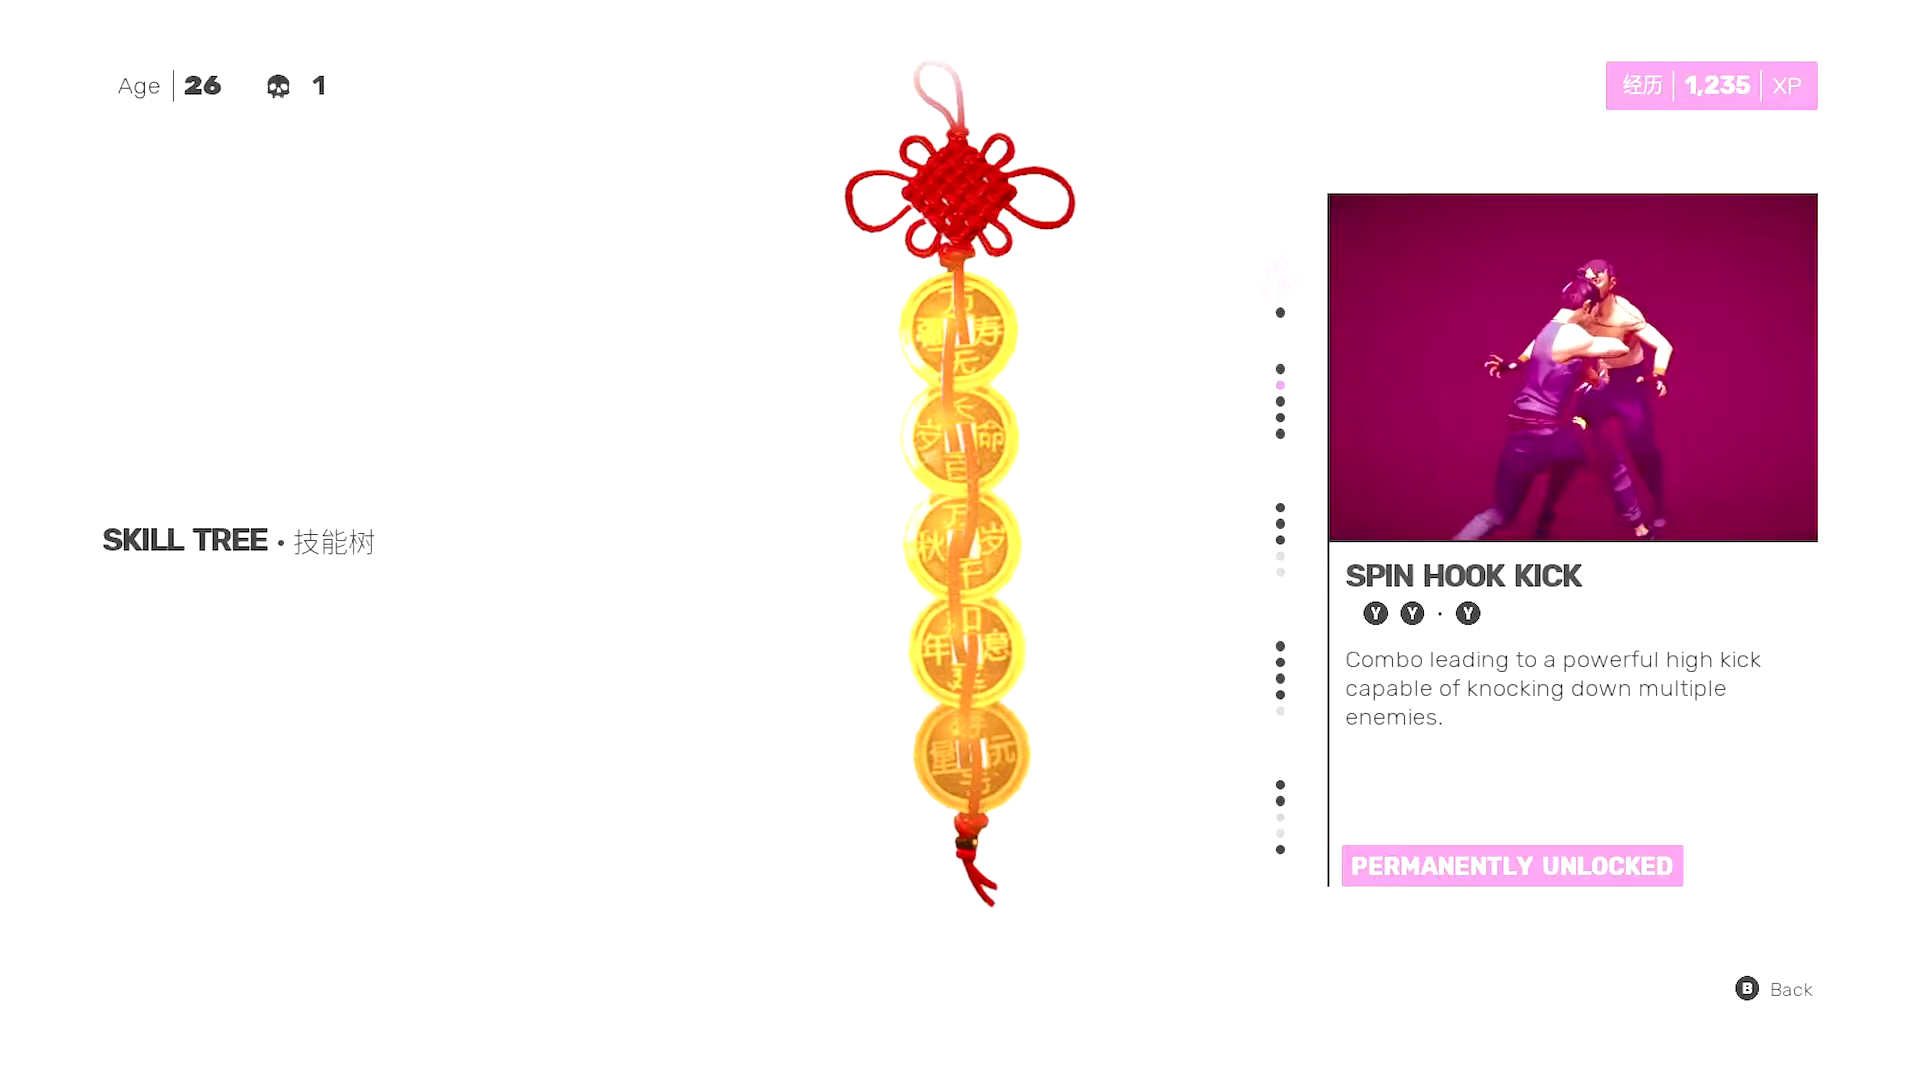 Age 26 1
经历 1,235 XP
SKILL TREE · 技能树
SPIN HOOK KICK
Y Y · Y
Combo leading to a powerful high kick
capable of knocking down multiple
enemies.
PERMANENTLY UNLOCKED
B Back